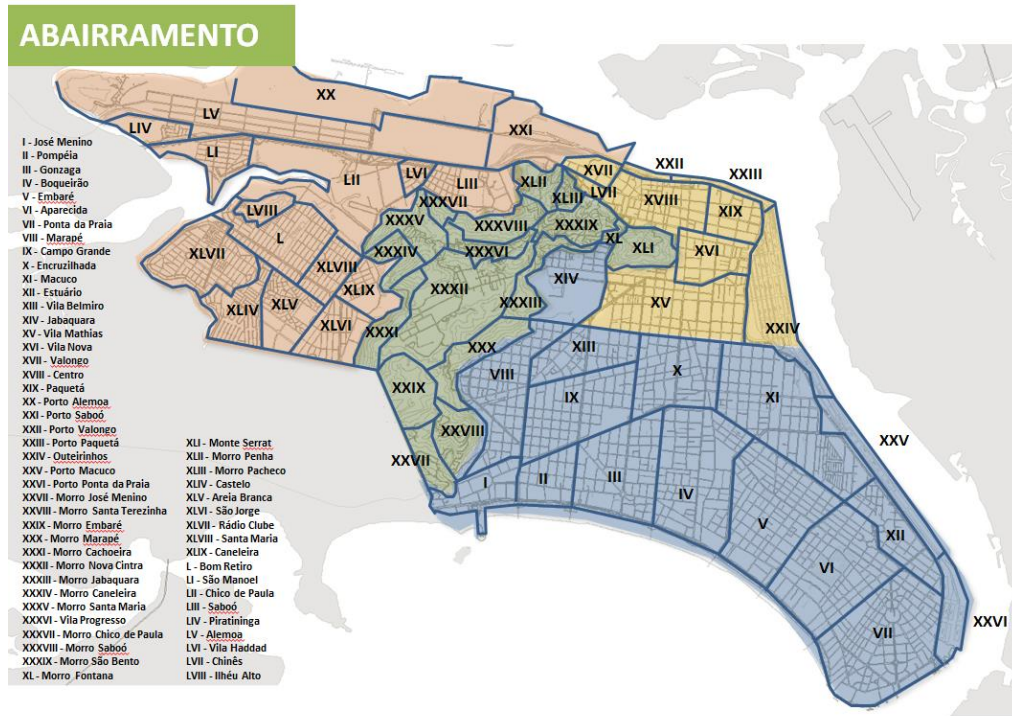 ABAIRRAMENTO
I - José Menino
II - Pompéia
III - Gonzaga
IV - Boqueirão
V - Embaré
VI - Aparecida
VII - Ponta da Praia
VIII - Marapé
IX - Campo Grande
X - Encruzilhada
XI - Macuco
XII - Estuário
XIII - Vila Belmiro
XIV - Jabaquara
XV - Vila Mathias
XVI - Vila Nova
XVII - Valongo
XVIII - Centro
XIX - Paquetá
XX - Porto Alemoa
XXI - Porto Saboó
XXII - Porto Valongo
XXIII - Porto Paquetá
XXIV - Outeirinhos
XXV - Porto Macuco
XXVI - Porto Ponta da Praia
XXVII - Morro José Menino
XXVIII - Morro Santa Terezinha
XXIX - Morro Embaré
XXX - Morro Marapé
XXXI - Morro Cachoeira
XXXII - Morro Nova Cintra
XXXIII - Morro Jabaquara
XXXIV - Morro Caneleira
XXXV - Morro Santa Maria
XXXVI - Vila Progresso
XXXVII - Morro Chico de Paula
XXXVIII - Morro Saboó
XXXIX - Morro São Bento
XL - Morro Fontana
XLI - Monte Serrat
XLII - Morro Penha
XLIII - Morro Pacheco
XLIV - Castelo
XLV - Areia Branca
XLVI - São Jorge
XLVII - Rádio Clube
XLVIII - Santa Maria
XLIX - Caneleira
L - Bom Retiro
LI - São Manoel
LII - Chico de Paula
LIII - Saboó
LIV - Piratininga
LV - Alemoa
LVI - Vila Haddad
LVII - Chinês
LVIII - Ilhéu Alto
XX
LV
LIV
XXI
LI
LII
LVI
LIII
XLII
XVII
XXII
XXIII
LVII
XLIII
XVIII
XIX
XXXVII
LVIII
XXXV
XXXVIII
XXXIX
L
XL
XLI
XVI
XLVII
XXXIV
XXXVI
XLVIII
XXXII
XIV
XLIX
XXXIII
XV
XLIV
XLV
XLVI
XXXI
XXIV
XXX
XIII
VIII
X
XI
XXIX
IX
XXVIII
XXV
XXVII
I
II
III
IV
V
XII
VI
XXVI
VII